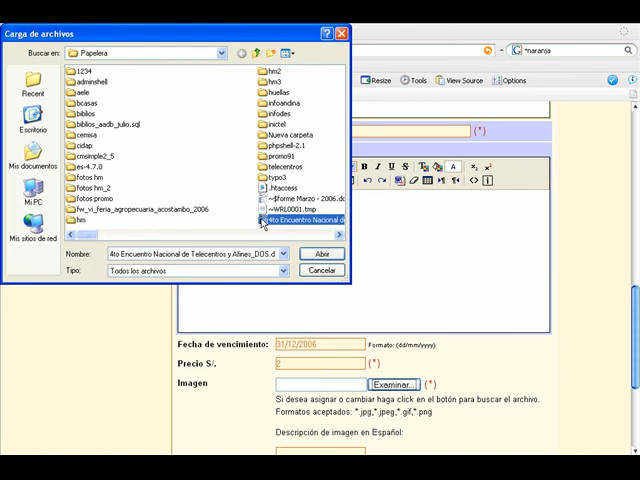 Carga de archivos
Buscar en: Papelera
*naranja
Resize Tools View Source Options
Recent
Escritorio
Mis documentos
Mi PC
Mis sitios de red
1234
adminshell
aele
bcasas
biblios
biblios_aadb_julio.sql
cemisa
cidap
cmsimple2_5
es-4.7.0
fotos hm
fotos hm_2
fotos promo
fw_vi_feria_agropecuaria_acostambo_2006
hm
hm2
hm3
huellas
infoandina
infodes
inictel
Nueva carpeta
phpshell-2.1
promo91
telecentros
typo3
.htaccess
~$forme Marzo - 2006.do
~WRL0001.tmp
4to Encuentro Nacional de
Nombre: 4to Encuentro Nacional de Telecentros y Afines_DOS.d
Abrir
Tipo: Todos los archivos
Cancelar
(*)
B I U S A x₂ x²
Fecha de vencimiento: 31/12/2006 Formato: (dd/mm/yyyy)
Precio S/. 2 (*)
Imagen Examinar... (*)
Si desea asignar o cambiar haga click en el botón para buscar el archivo.
Formatos aceptados: *.jpg,*.jpeg,*.gif,*.png
Descripción de imagen en Español: